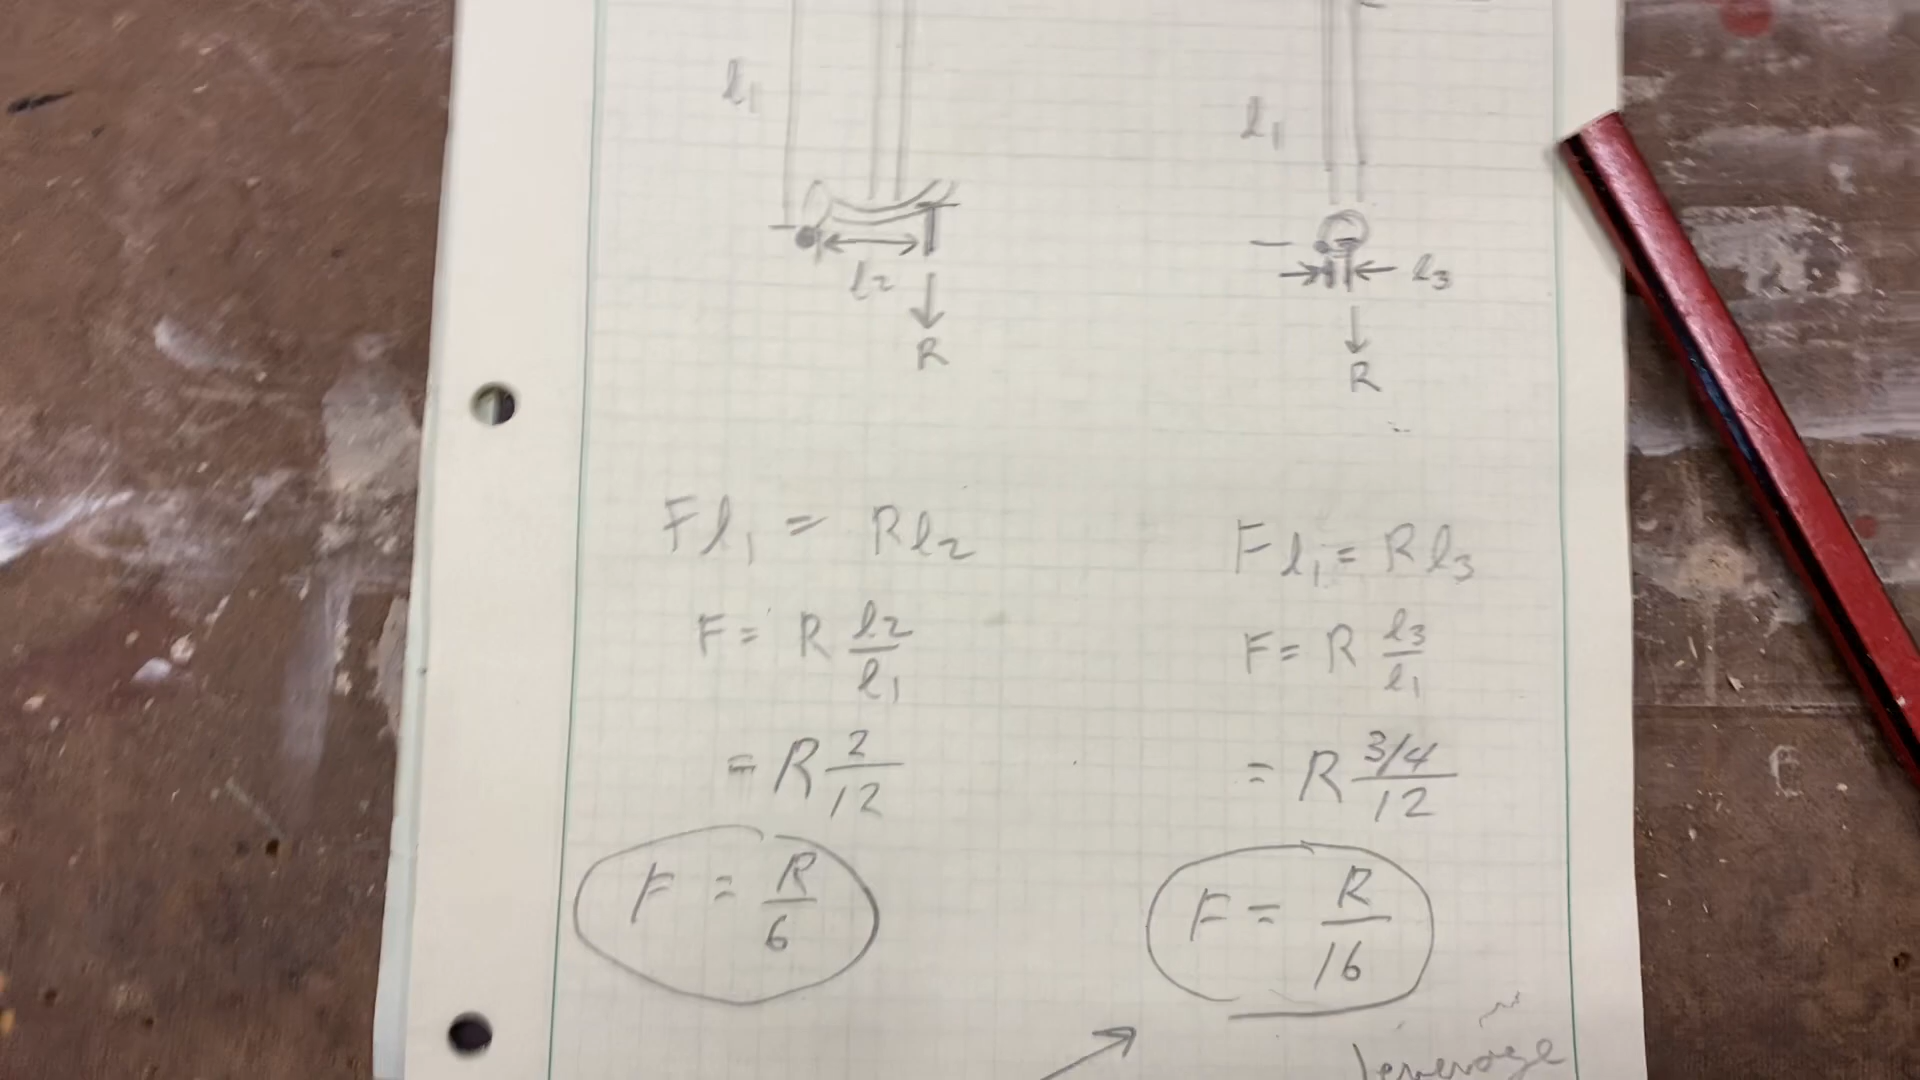 l₁
l₁
l₂
l₃
R
R
Fl₁ = Rl₂
Fl₁ = Rl₃
F = R l₂/l₁
F = R l₃/l₁
= R 2/12
= R 3/4/12
F = R/6
F = R/16
leverage